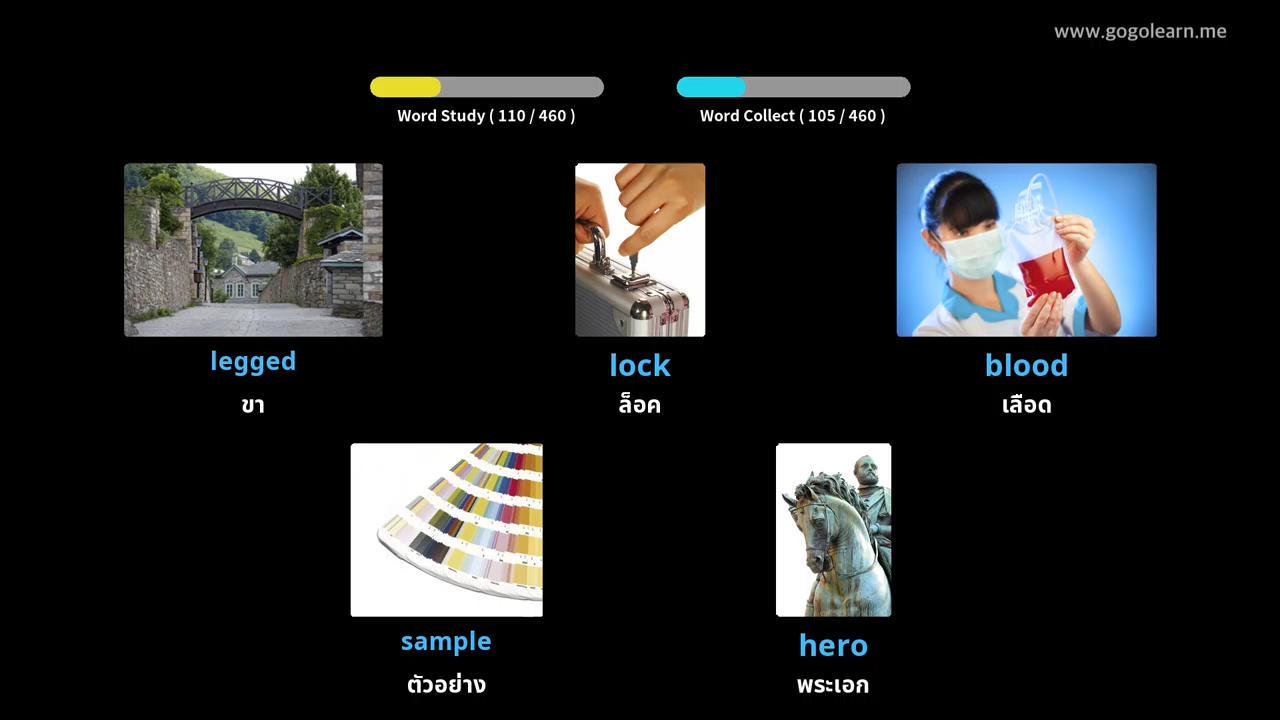 www.gogolearn.me
Word Study ( 110 / 460 )
Word Collect ( 105 / 460 )
legged
lock
blood
ขา
ล็อค
เลือด
sample
hero
ตัวอย่าง
พระเอก